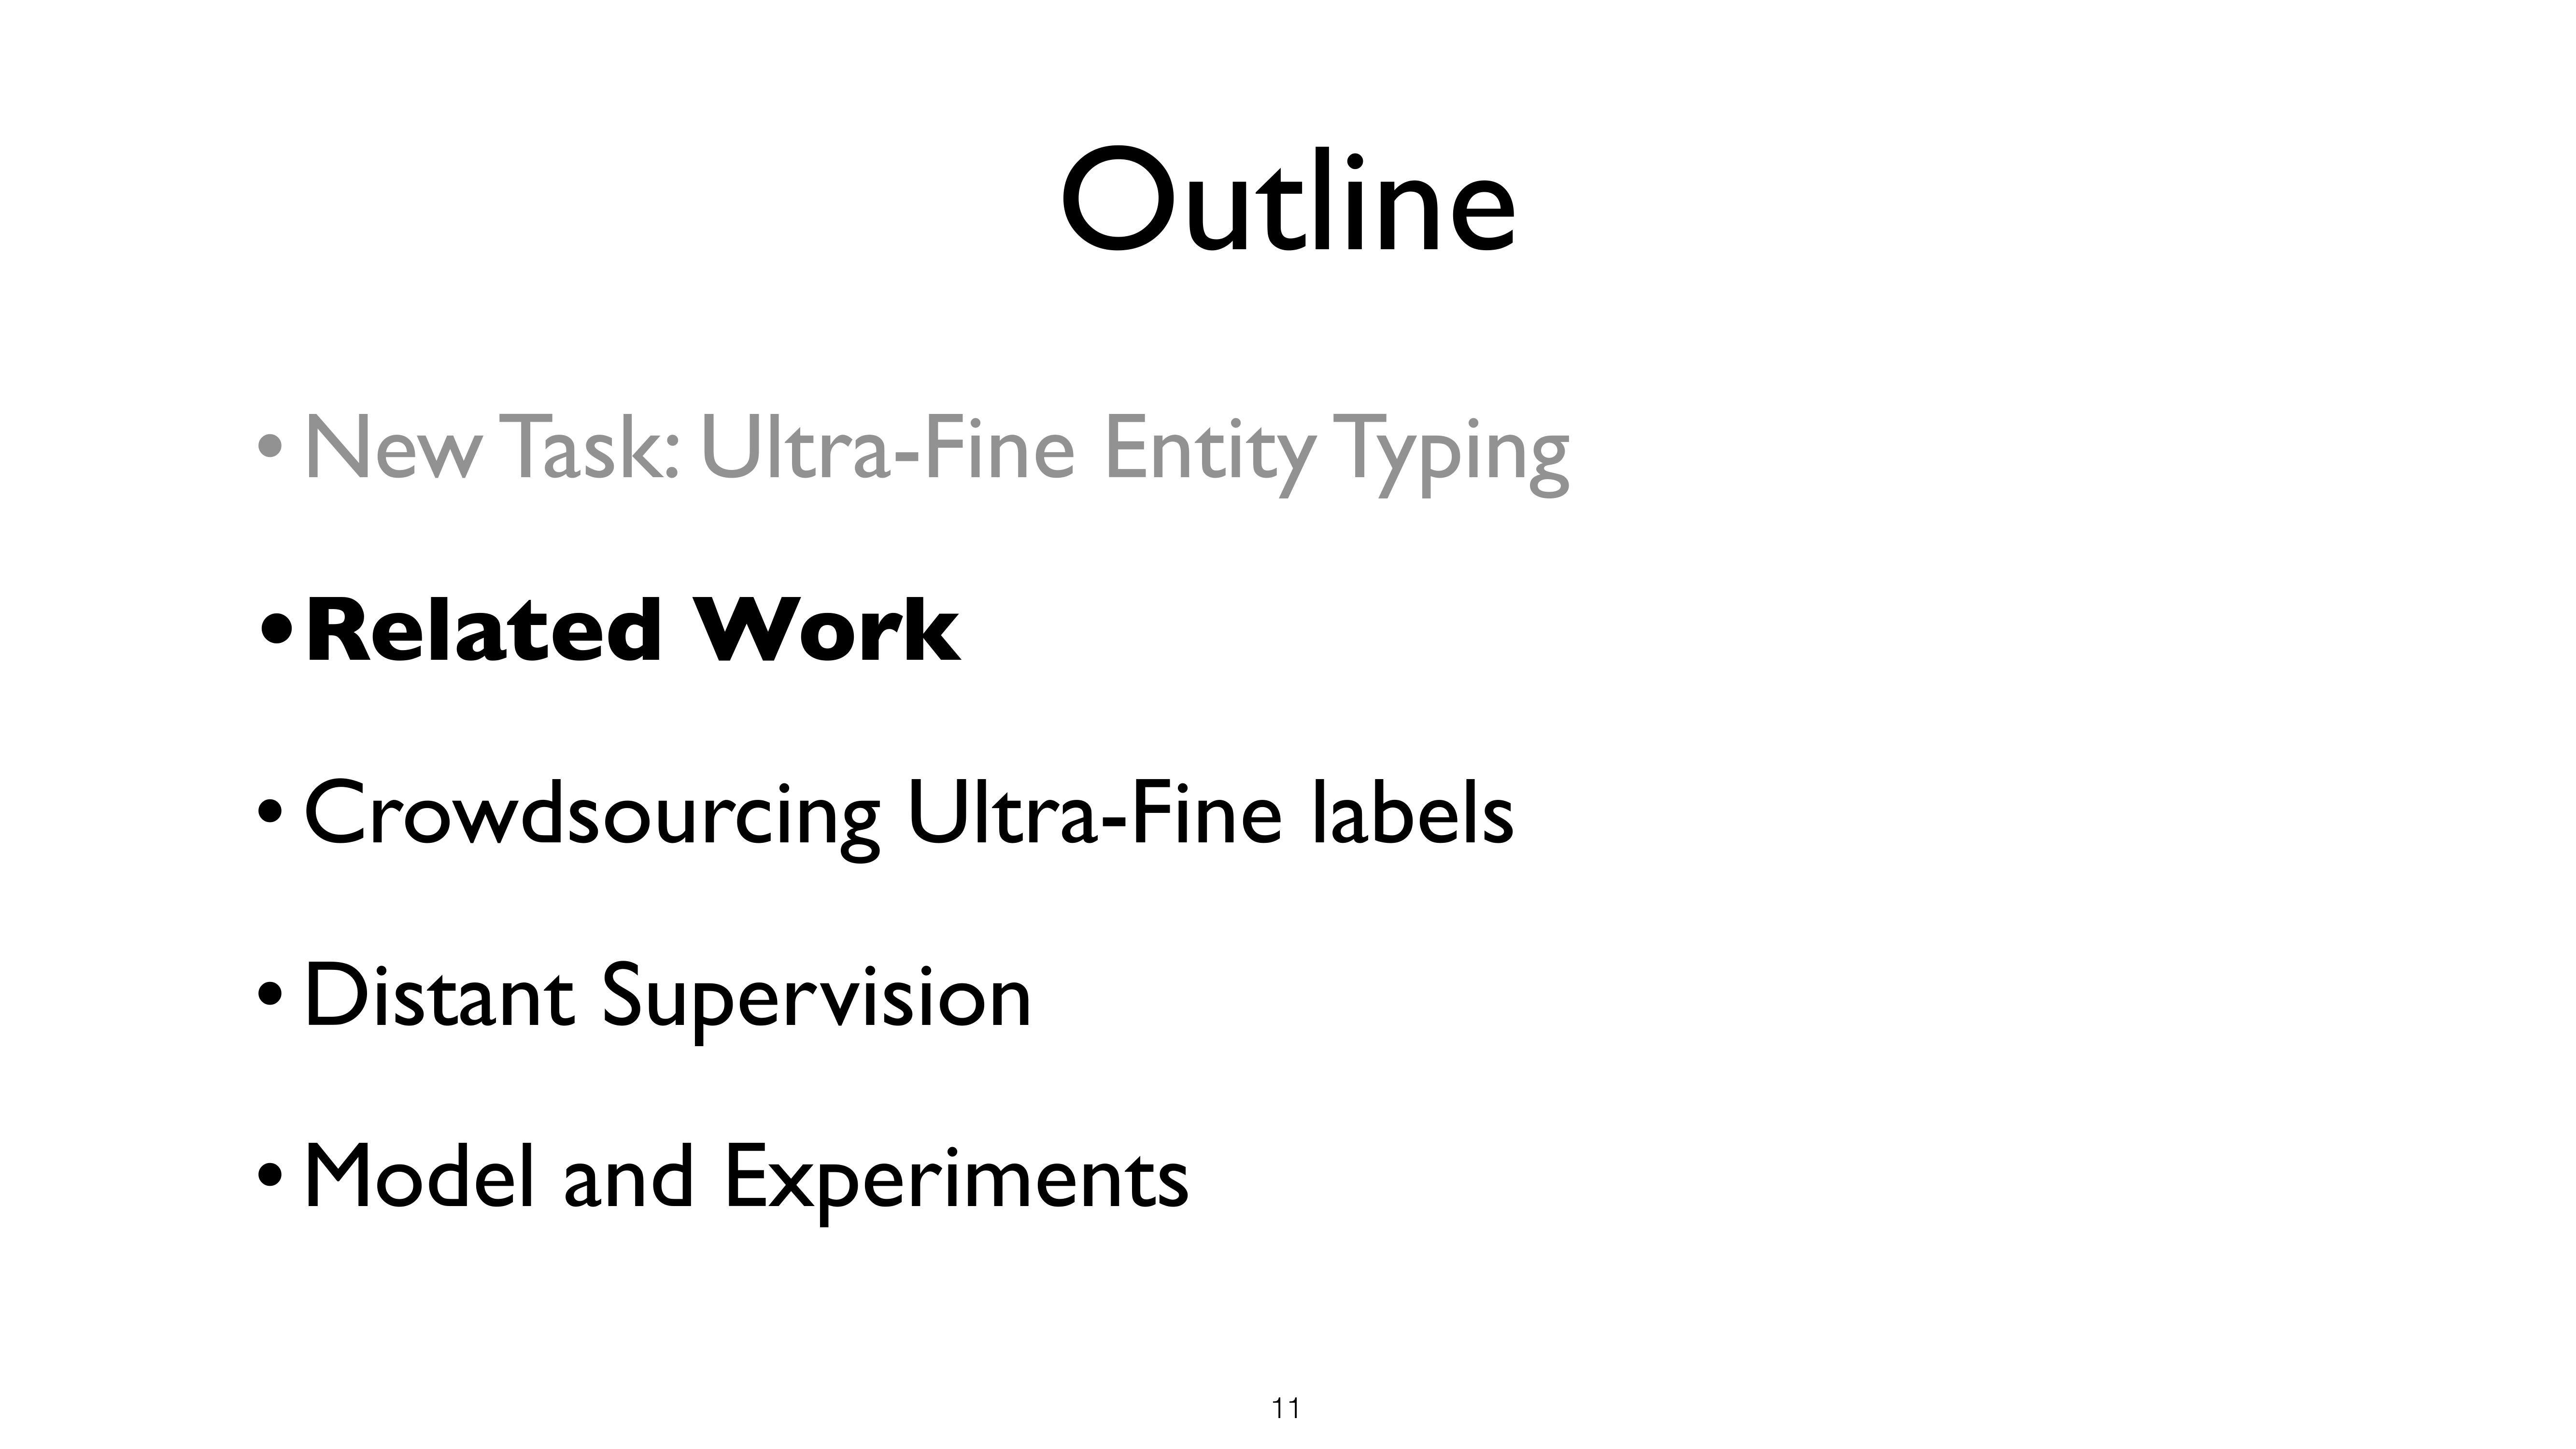 Outline
• New Task: Ultra-Fine Entity Typing
• Related Work
• Crowdsourcing Ultra-Fine labels
• Distant Supervision
• Model and Experiments
11